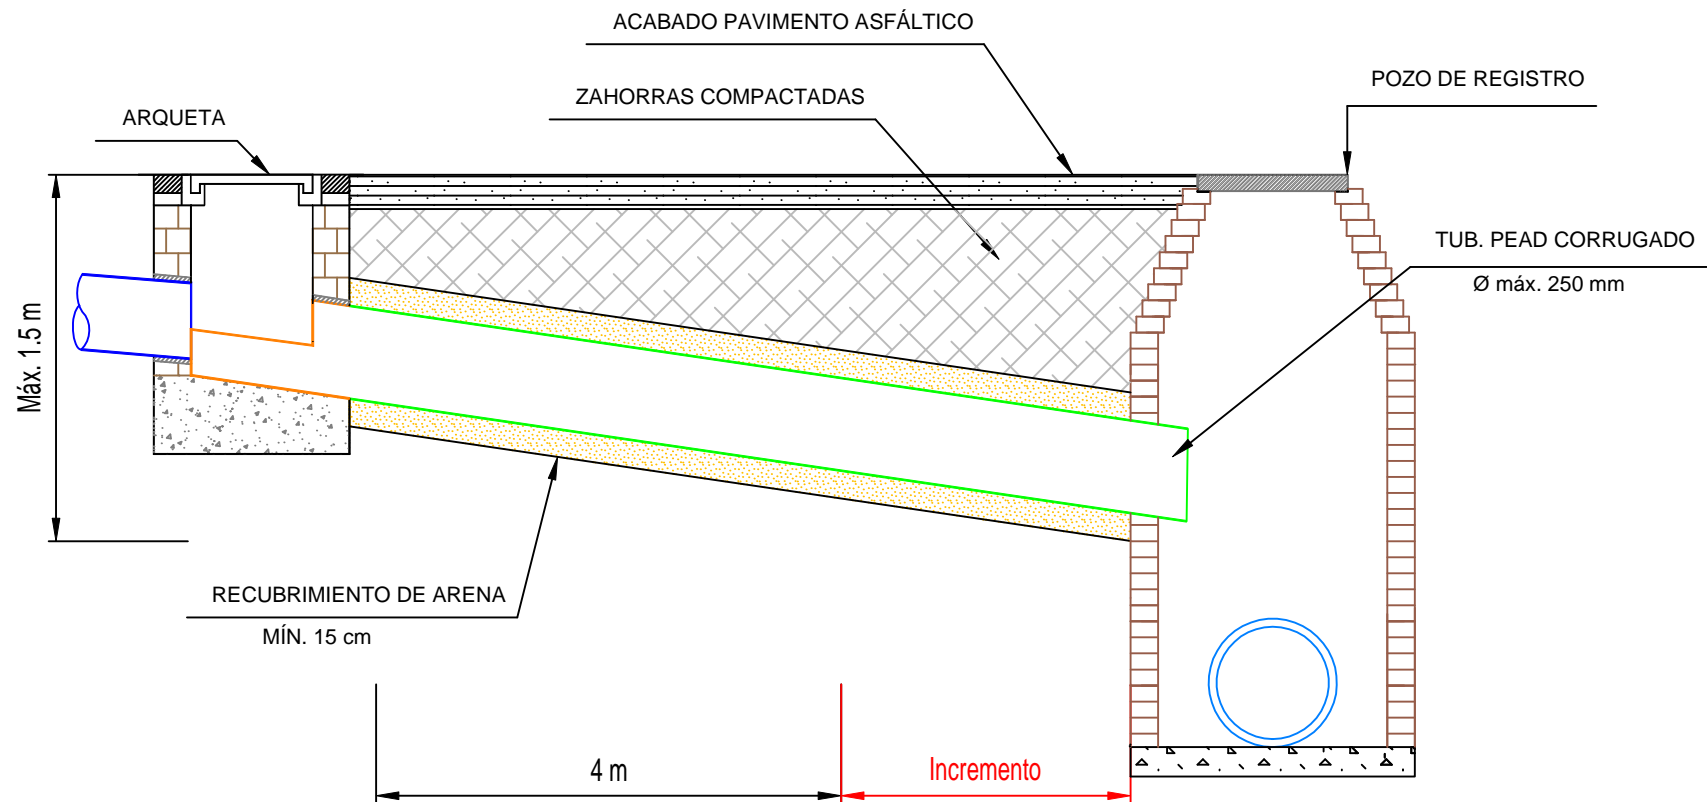 ACABADO PAVIMENTO ASFÁLTICO
POZO DE REGISTRO
ZAHORRAS COMPACTADAS
ARQUETA
TUB. PEAD CORRUGADO
Ø máx. 250 mm
Máx. 1.5 m
RECUBRIMIENTO DE ARENA
MÍN. 15 cm
4 m
Incremento